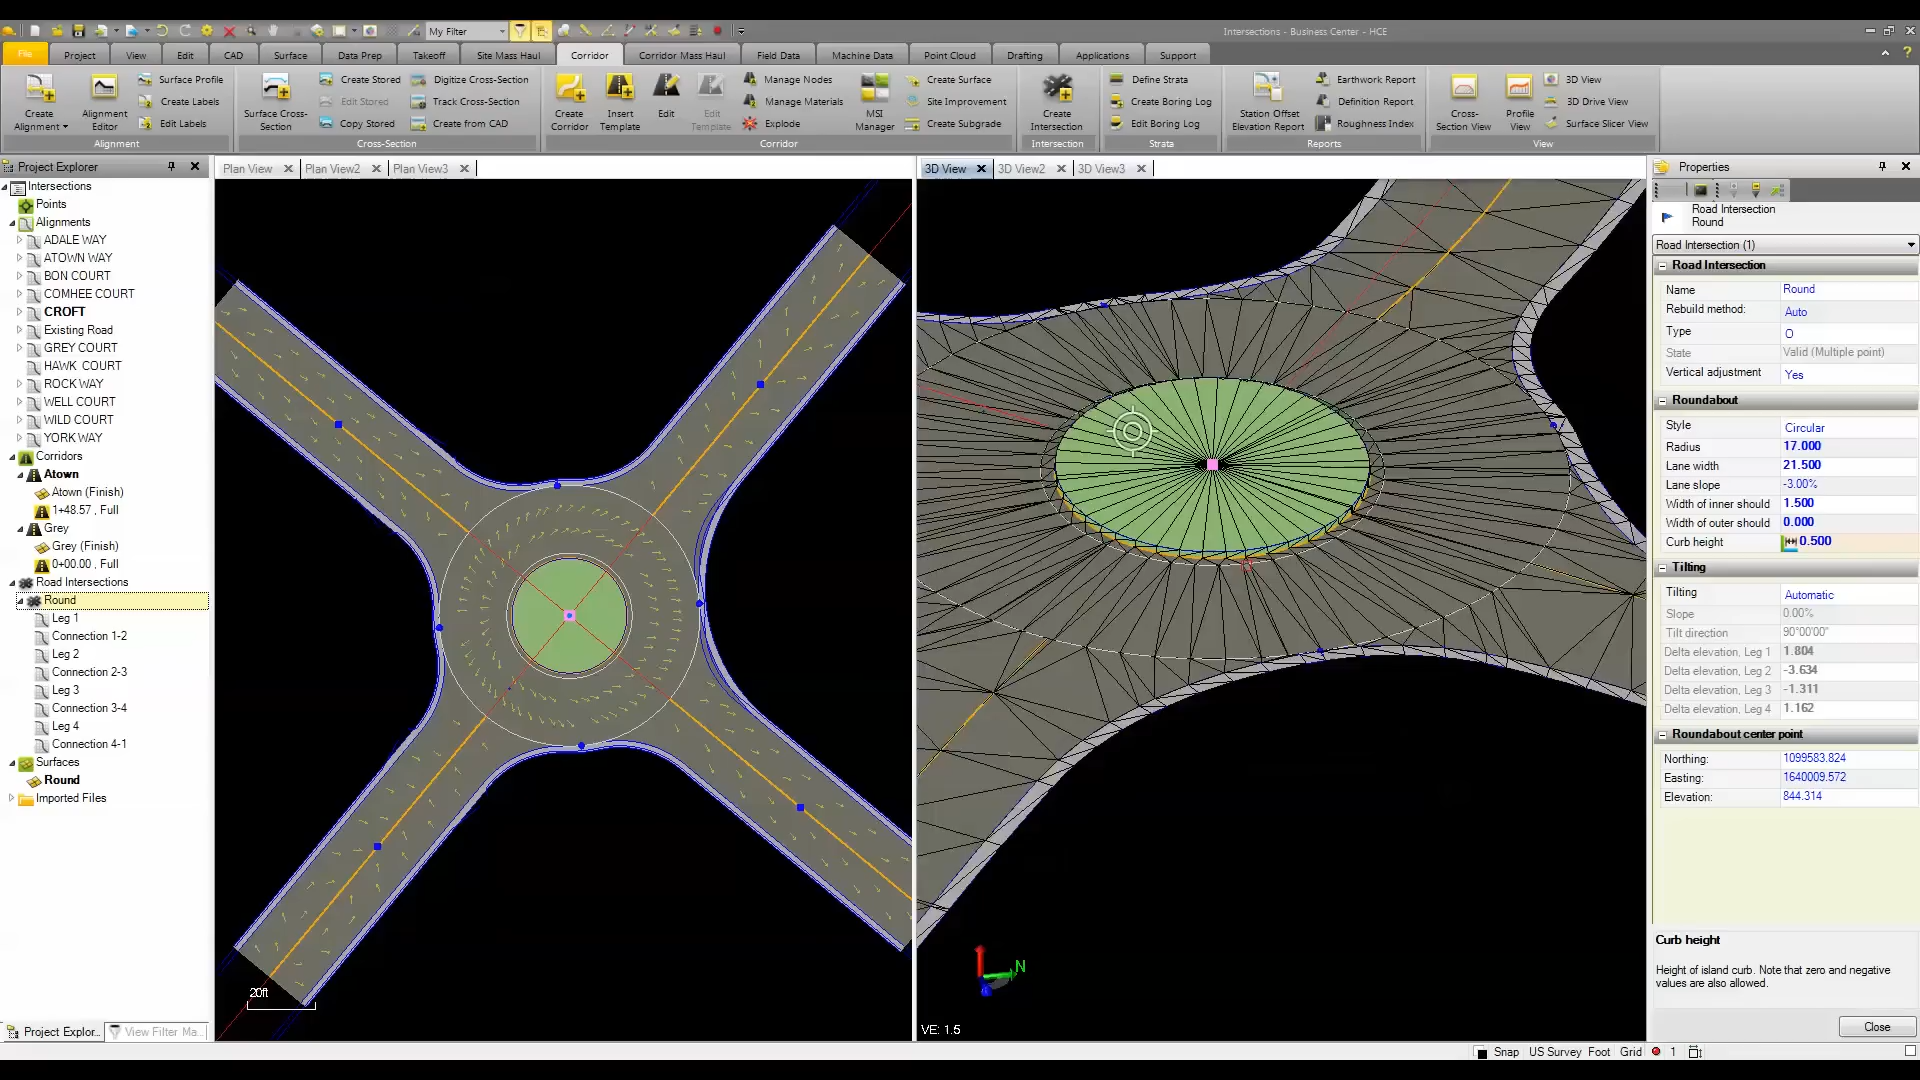 My Filter
Intersections - Business Center - HCE
File
Project
View
Edit
CAD
Surface
Data Prep
Takeoff
Site Mass Haul
Corridor
Corridor Mass Haul
Field Data
Machine Data
Point Cloud
Drafting
Applications
Support
Create Alignment
Alignment Editor
Surface Profile
Create Labels
Edit Labels
Alignment
Surface Cross-Section
Create Stored
Edit Stored
Copy Stored
Digitize Cross-Section
Track Cross-Section
Create from CAD
Cross-Section
Create Corridor
Insert Template
Edit
Edit Template
Manage Nodes
Manage Materials
Explode
MSI Manager
Create Surface
Site Improvement
Create Subgrade
Corridor
Create Intersection
Intersection
Define Strata
Create Boring Log
Edit Boring Log
Strata
Station Offset Elevation Report
Earthwork Report
Definition Report
Roughness Index
Reports
Cross-Section View
Profile View
3D View
3D Drive View
Surface Slicer View
View
Project Explorer
Intersections
Points
Alignments
ADALE WAY
ATOWN WAY
BON COURT
COMHEE COURT
CROFT
Existing Road
GREY COURT
HAWK COURT
ROCK WAY
WELL COURT
WILD COURT
YORK WAY
Corridors
Atown
Atown (Finish)
1+48.57 , Full
Grey
Grey (Finish)
0+00.00 , Full
Road Intersections
Round
Leg 1
Connection 1-2
Leg 2
Connection 2-3
Leg 3
Connection 3-4
Leg 4
Connection 4-1
Surfaces
Round
Imported Files
Project Explor...
View Filter Ma...
Plan View
Plan View2
Plan View3
20ft
3D View
3D View2
3D View3
N
VE: 1.5
Properties
Road Intersection
Round
Road Intersection (1)
Road Intersection
Name Round
Rebuild method: Auto
Type O
State Valid (Multiple point)
Vertical adjustment Yes
Roundabout
Style Circular
Radius 17.000
Lane width 21.500
Lane slope -3.00%
Width of inner should 1.500
Width of outer should 0.000
Curb height 0.500
Tilting
Tilting Automatic
Slope 0.00%
Tilt direction 90°00'00"
Delta elevation, Leg 1 1.804
Delta elevation, Leg 2 -3.634
Delta elevation, Leg 3 -1.311
Delta elevation, Leg 4 1.162
Roundabout center point
Northing: 1099583.824
Easting: 1640009.572
Elevation: 844.314
Curb height
Height of island curb. Note that zero and negative
values are also allowed.
Close
Snap
US Survey Foot
Grid
1